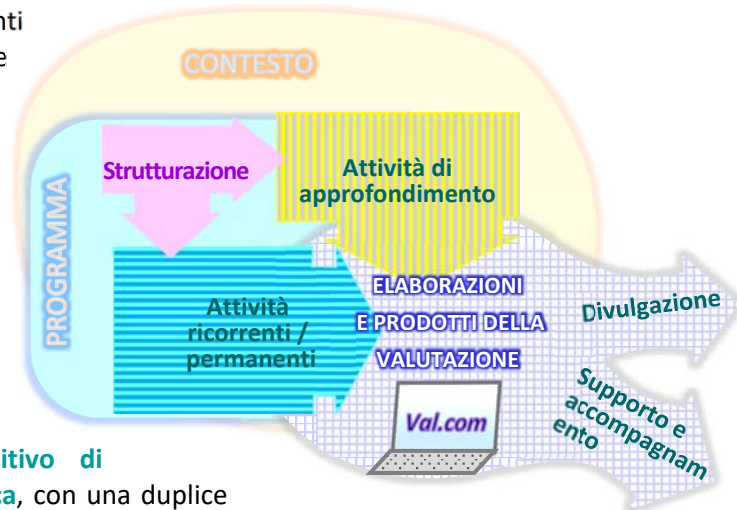 nti
e
CONTESTO
PROGRAMMA
Strutturazione
Attività di
approfondimento
Attività
ricorrenti /
permanenti
ELABORAZIONI
E PRODOTTI DELLA
VALUTAZIONE
Val.com
Divulgazione
Supporto e
accompagnam
ento
itivo di
ca, con una duplice